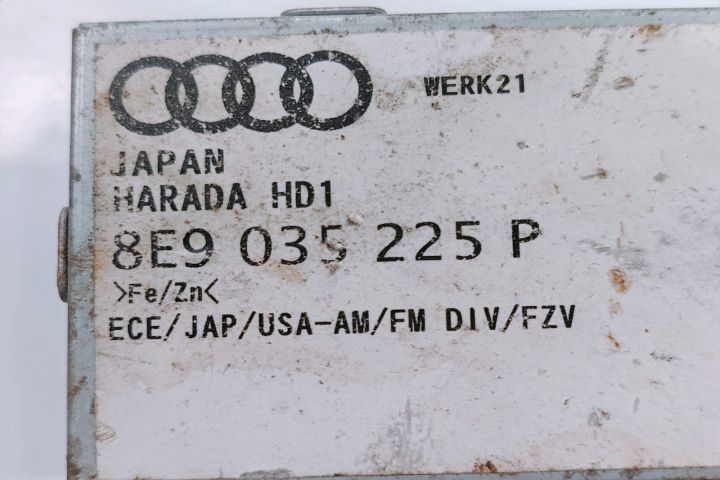 WERK21
JAPAN
HARADA HD1
8E9 035 225 P
>Fe/Zn<
ECE/JAP/USA-AM/FM DIV/FZV